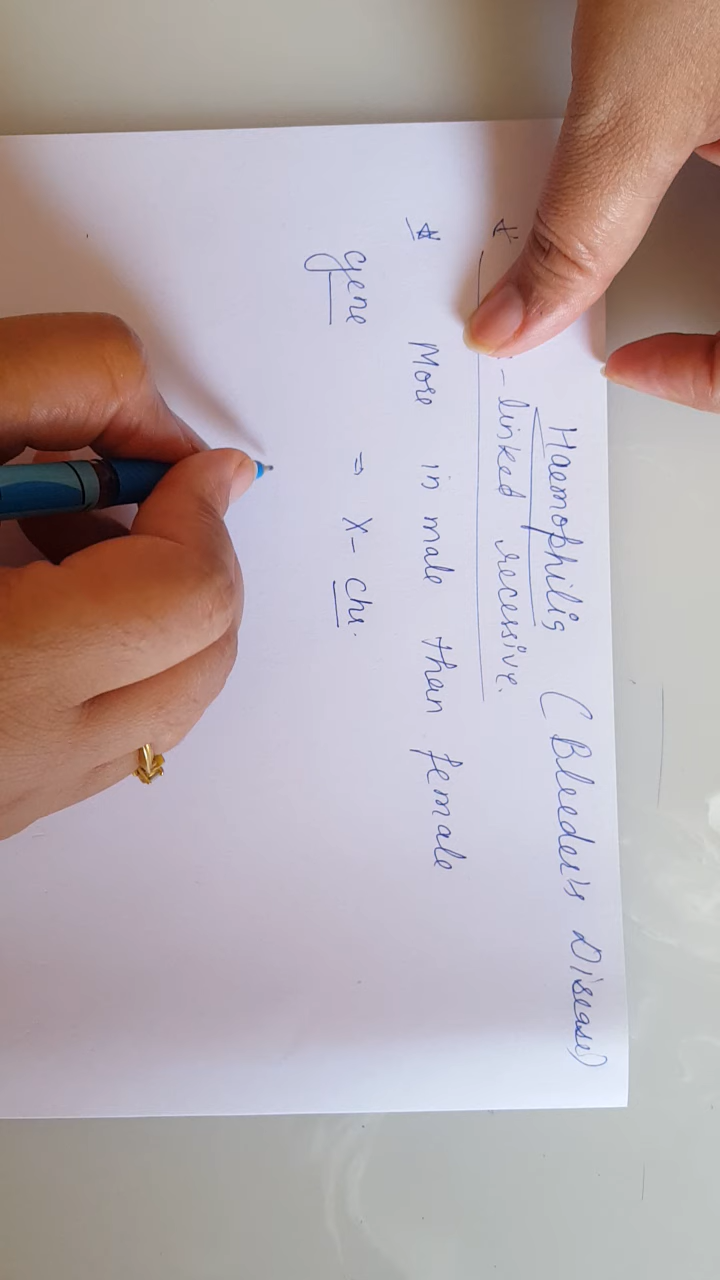 Haemophilia (Bleeder's Disease)
* -linked recessive.
* More in male than female
gene => X- Chr.